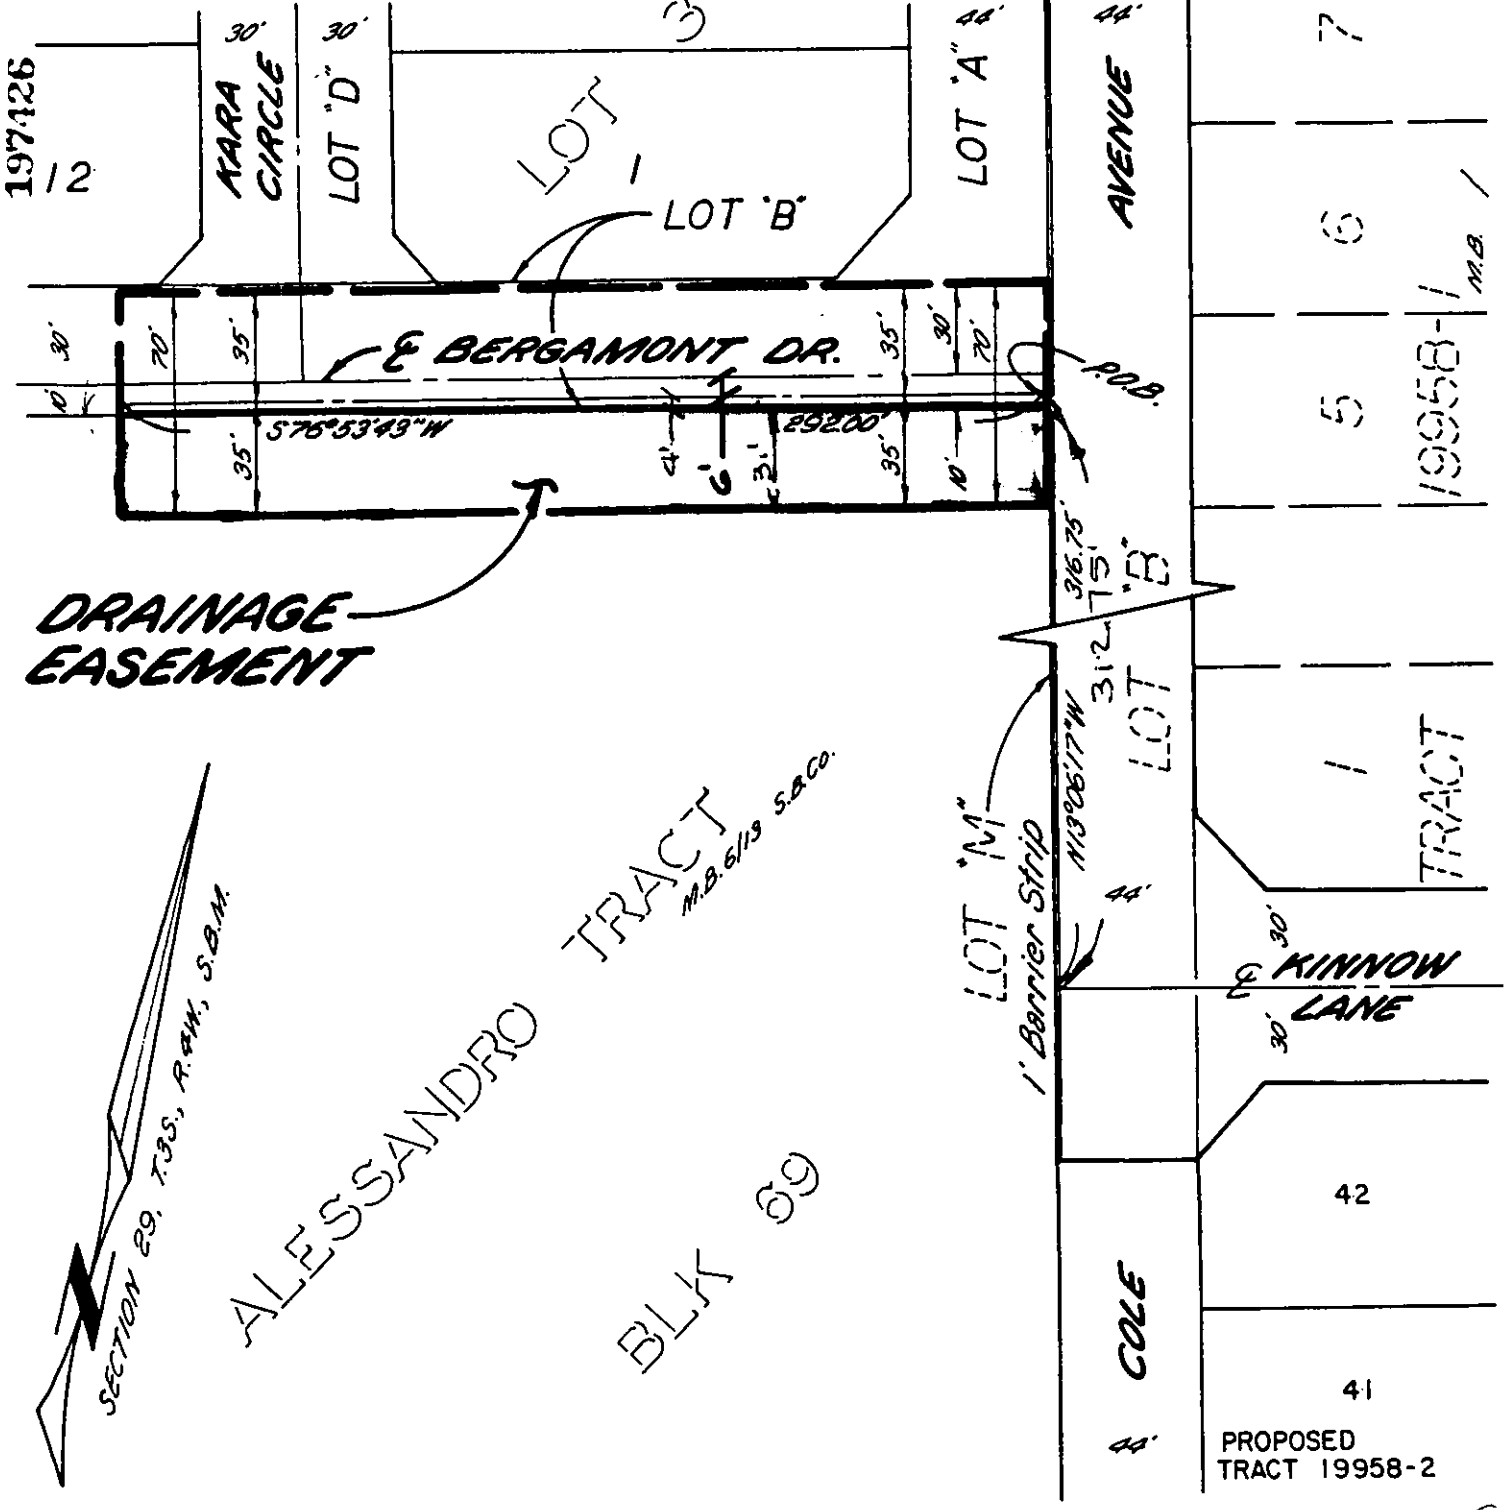 197426
12
30'
30'
KARA
CIRCLE
LOT "D"
3
LOT
1
LOT "B"
44'
LOT "A"
44'
AVENUE
7
6
M.B.
5
19958-1
30'
10'
70'
35'
35'
℄ BERGAMONT DR.
S76°53'43"W
292.00'
4'
6'
31'
35'
35'
30'
10'
70'
P.O.B.
DRAINAGE
EASEMENT
316.75'
312.75'
LOT "B"
N13°06'17"W
LOT "M"
1' Barrier Strip
44'
1
TRACT
30'
℄ KINNOW
LANE
30'
ALESSANDRO TRACT
M.B. 6/13 S.B.Co.
BLK 69
SECTION 29, T.3S., R.4W., S.B.M.
N
COLE
44'
42
41
PROPOSED
TRACT 19958-2